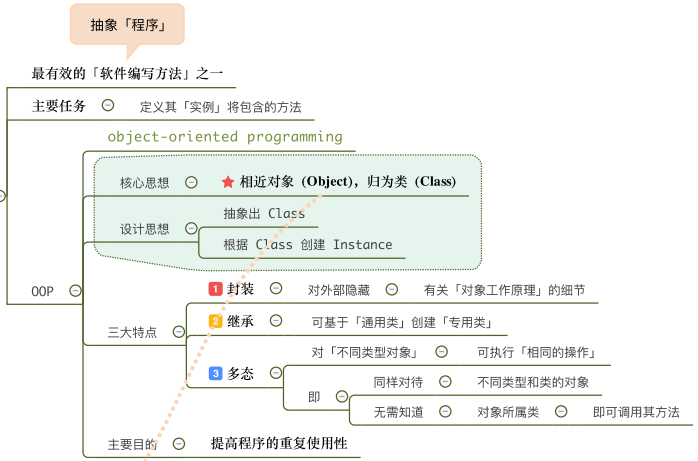 抽象「程序」
最有效的「软件编写方法」之一
主要任务 定义其「实例」将包含的方法
object-oriented programming
核心思想 相近对象（Object），归为类（Class）
设计思想
抽象出 Class
根据 Class 创建 Instance
OOP
三大特点
1 封装 对外部隐藏 有关「对象工作原理」的细节
2 继承 可基于「通用类」创建「专用类」
3 多态
对「不同类型对象」 可执行「相同的操作」
即
同样对待 不同类型和类的对象
无需知道 对象所属类 即可调用其方法
主要目的 提高程序的重复使用性